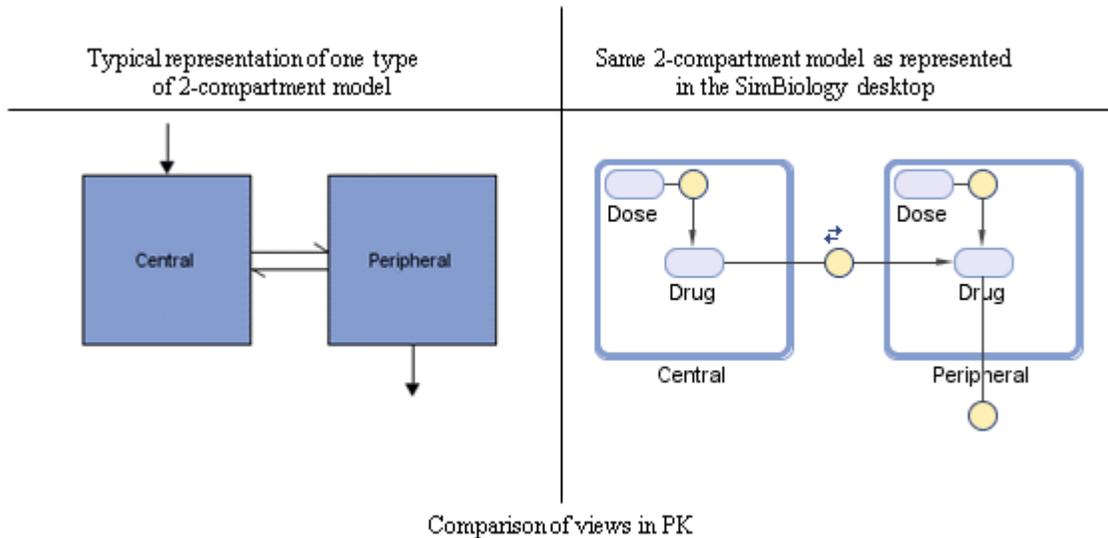 Typical representation of one type
of 2-compartment model
Same 2-compartment model as represented
in the SimBiology desktop
Central
Peripheral
Dose
Drug
Central
Dose
Drug
Peripheral
Comparison of views in PK